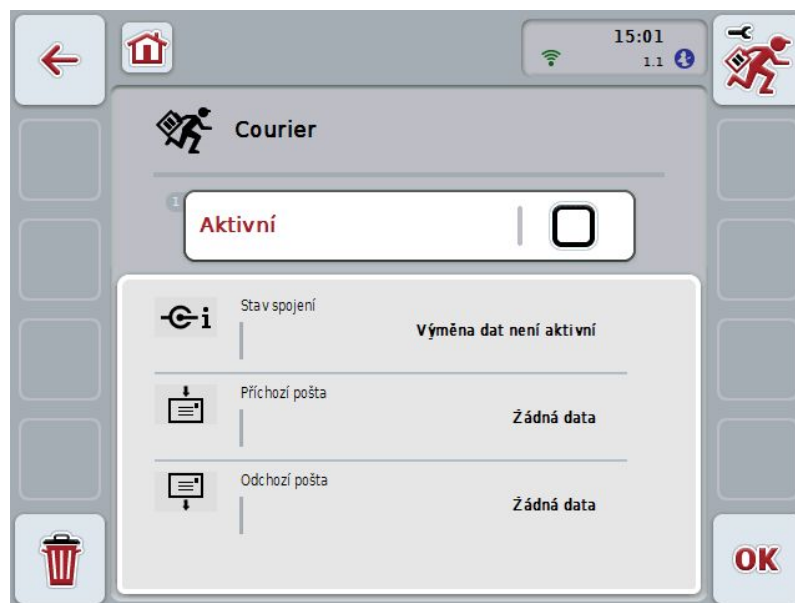 15:01
1.1
Courier
1
Aktivní
Stav spojení
Výměna dat není aktivní
Příchozí pošta
Žádná data
Odchozí pošta
Žádná data
OK